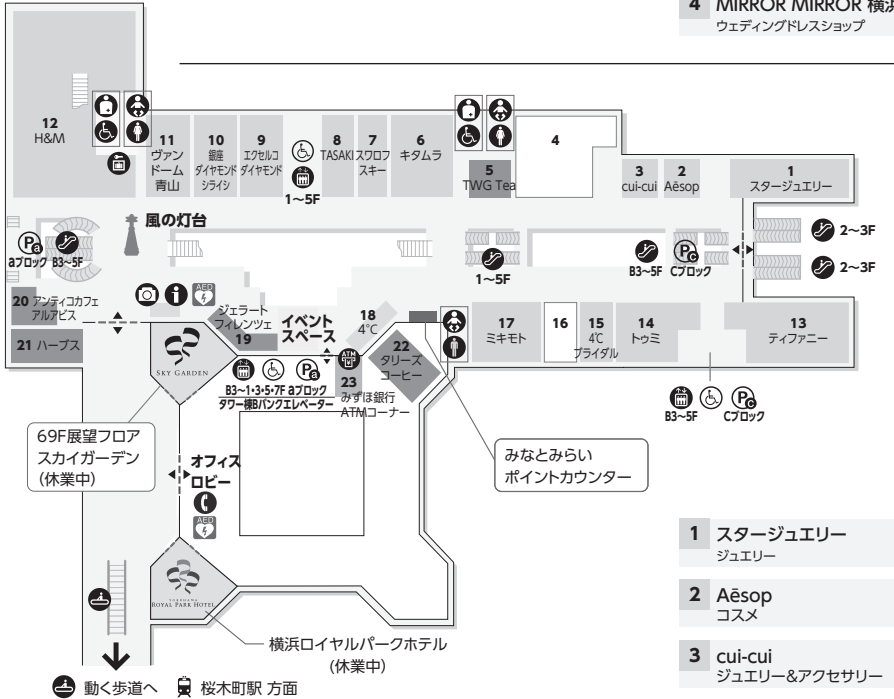 4 MIRROR MIRROR 横浜
ウェディングドレスショップ
12
H&M
11
ヴァン
ドーム
青山
10
銀座
ダイヤモンド
シライシ
9
エクセルコ
ダイヤモンド
1〜5F
8
TASAKI
7
スワロフ
スキー
6
キタムラ
5
TWG Tea
4
3
cui-cui
2
Aēsop
1
スタージュエリー
風の灯台
Pa
aブロック
B3〜5F
1〜5F
B3〜5F
Pc
Cブロック
2〜3F
2〜3F
20 アンティコカフェ
アルアビス
21 ハーブス
i
AED
ジェラート
フィレンツェ
19
イベント
スペース
18
4℃
17
ミキモト
16
15
4℃
ブライダル
14
トゥミ
13
ティファニー
SKY GARDEN
Pa
B3〜1・3・5・7F aブロック
タワー棟Bバンクエレベーター
ATM
23
みずほ銀行
ATMコーナー
22
タリーズ
コーヒー
Pc
B3〜5F
Cブロック
69F展望フロア
スカイガーデン
(休業中)
オフィス
ロビー
AED
みなとみらい
ポイントカウンター
YOKOHAMA
ROYAL PARK HOTEL
横浜ロイヤルパークホテル
(休業中)
動く歩道へ
桜木町駅 方面
1 スタージュエリー
ジュエリー
2 Aēsop
コスメ
3 cui-cui
ジュエリー&アクセサリー